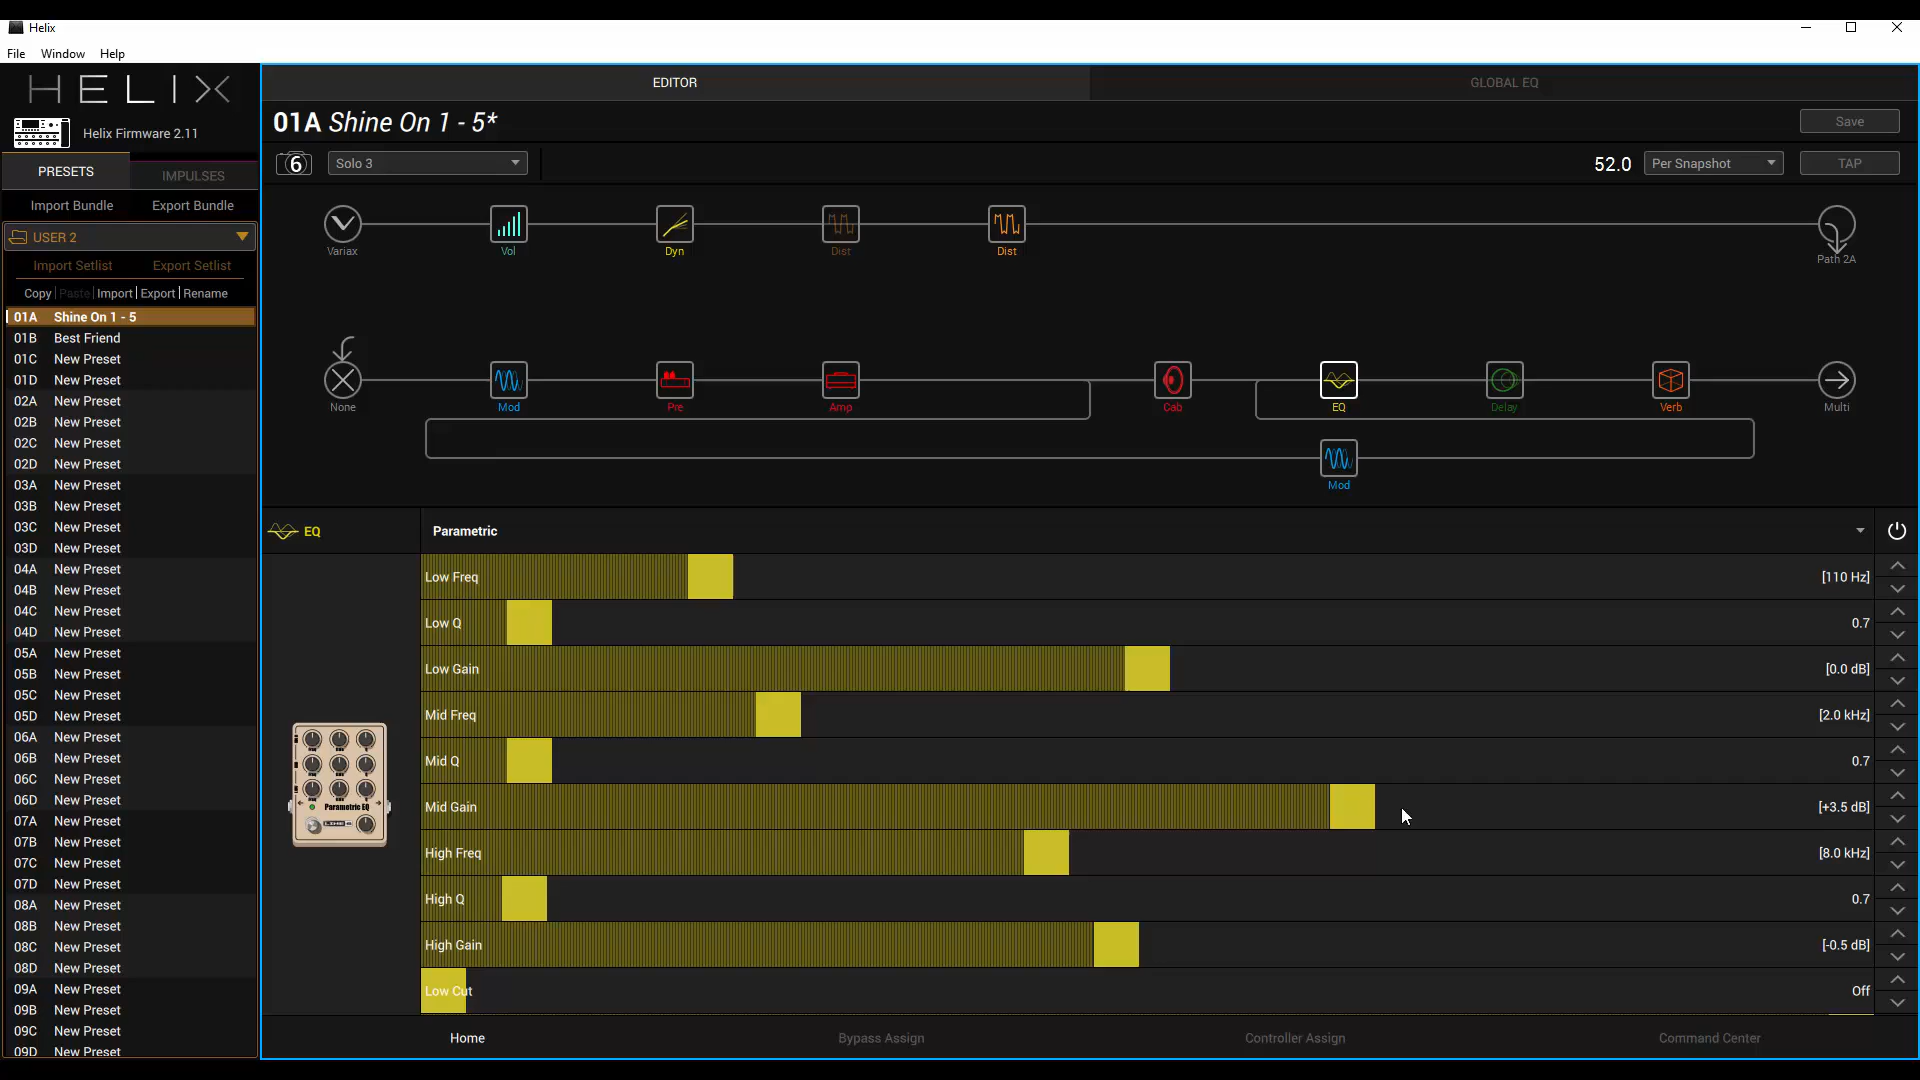 Helix
File Window Help
HELIX
Helix Firmware 2.11
PRESETS IMPULSES
Import Bundle Export Bundle
USER 2
Import Setlist Export Setlist
Copy | Paste | Import | Export | Rename
01A Shine On 1 - 5
01B Best Friend
01C New Preset
01D New Preset
02A New Preset
02B New Preset
02C New Preset
02D New Preset
03A New Preset
03B New Preset
03C New Preset
03D New Preset
04A New Preset
04B New Preset
04C New Preset
04D New Preset
05A New Preset
05B New Preset
05C New Preset
05D New Preset
06A New Preset
06B New Preset
06C New Preset
06D New Preset
07A New Preset
07B New Preset
07C New Preset
07D New Preset
08A New Preset
08B New Preset
08C New Preset
08D New Preset
09A New Preset
09B New Preset
09C New Preset
09D New Preset
EDITOR GLOBAL EQ
01A Shine On 1 - 5* Save
6 Solo 3 52.0 Per Snapshot TAP
Variax Vol Dyn Dist Dist Path 2A
None Mod Pre Amp Cab EQ Delay Verb Multi
Mod
EQ Parametric
Low Freq [110 Hz]
Low Q 0.7
Low Gain [0.0 dB]
Mid Freq [2.0 kHz]
Mid Q 0.7
Mid Gain [+3.5 dB]
High Freq [8.0 kHz]
High Q 0.7
High Gain [-0.5 dB]
Low Cut Off
Parametric EQ
LINE 6
Home Bypass Assign Controller Assign Command Center